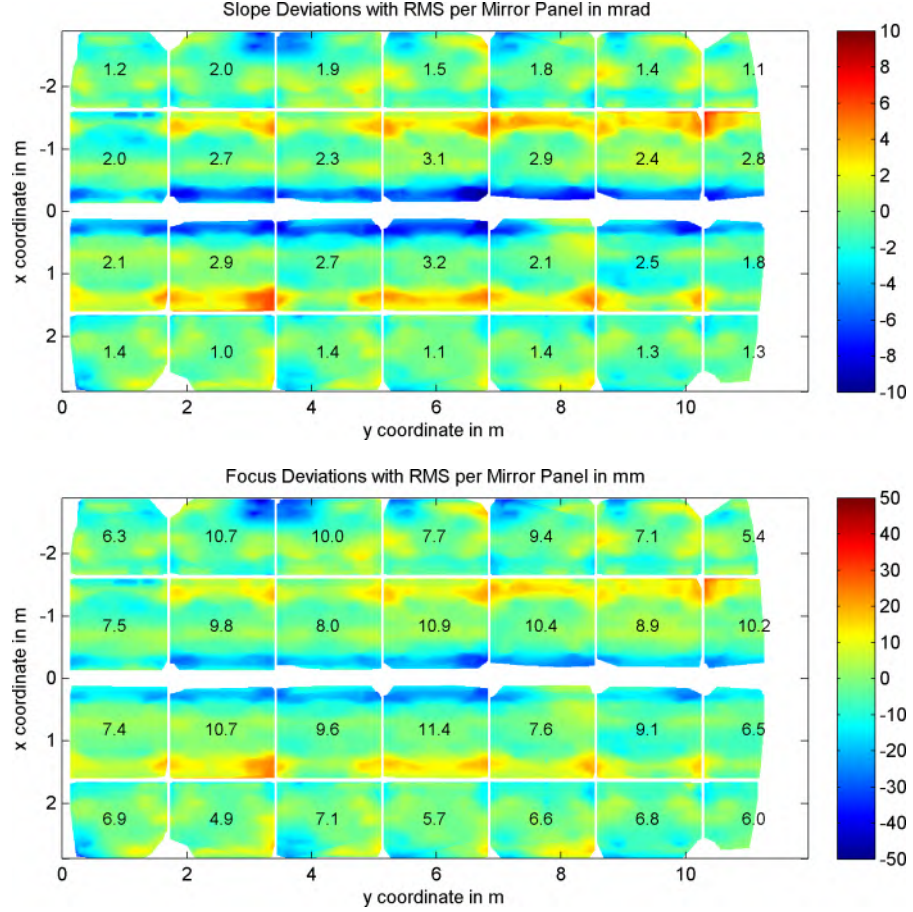 Slope Deviations with RMS per Mirror Panel in mrad
1.2 2.0 1.9 1.5 1.8 1.4 1.1
2.0 2.7 2.3 3.1 2.9 2.4 2.8
2.1 2.9 2.7 3.2 2.1 2.5 1.8
1.4 1.0 1.4 1.1 1.4 1.3 1.3
x coordinate in m
-2
-1
0
1
2
0 2 4 6 8 10
y coordinate in m
10
8
6
4
2
0
-2
-4
-6
-8
-10
Focus Deviations with RMS per Mirror Panel in mm
6.3 10.7 10.0 7.7 9.4 7.1 5.4
7.5 9.8 8.0 10.9 10.4 8.9 10.2
7.4 10.7 9.6 11.4 7.6 9.1 6.5
6.9 4.9 7.1 5.7 6.6 6.8 6.0
x coordinate in m
-2
-1
0
1
2
0 2 4 6 8 10
y coordinate in m
50
40
30
20
10
0
-10
-20
-30
-40
-50